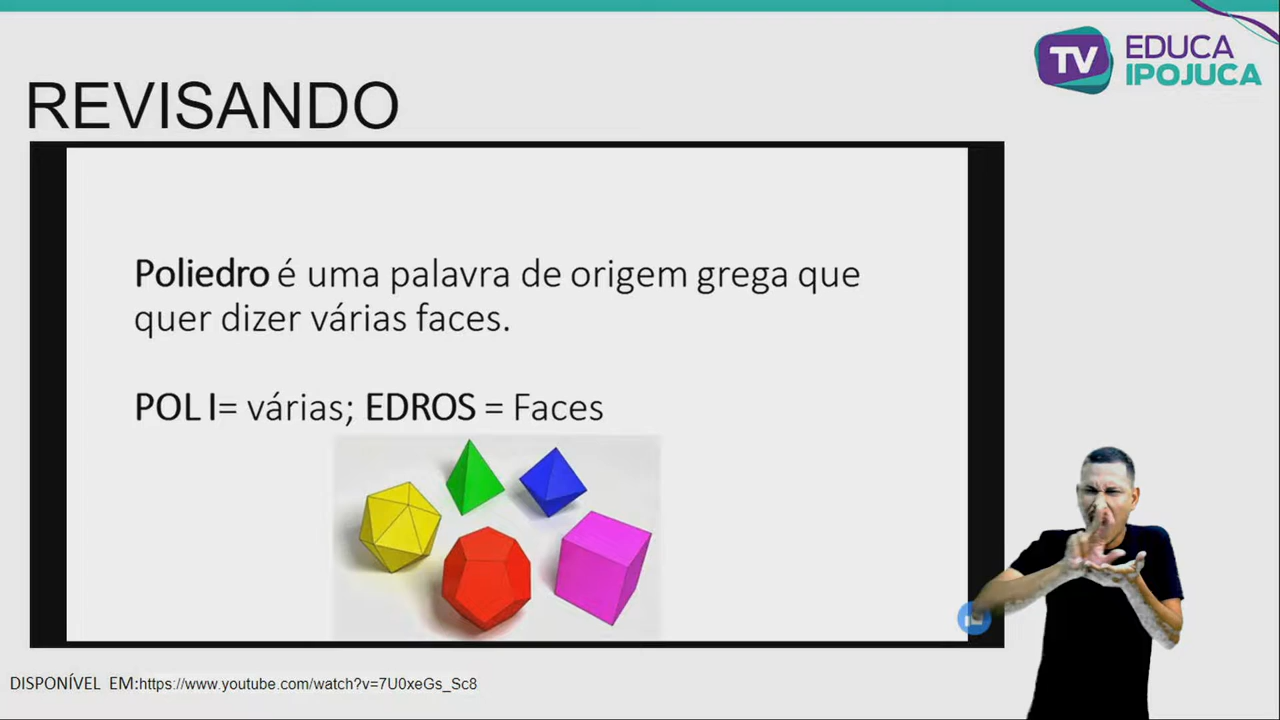 TV EDUCA
IPOJUCA
REVISANDO
Poliedro é uma palavra de origem grega que
quer dizer várias faces.
POL I= várias; EDROS = Faces
DISPONÍVEL EM:https://www.youtube.com/watch?v=7U0xeGs_Sc8